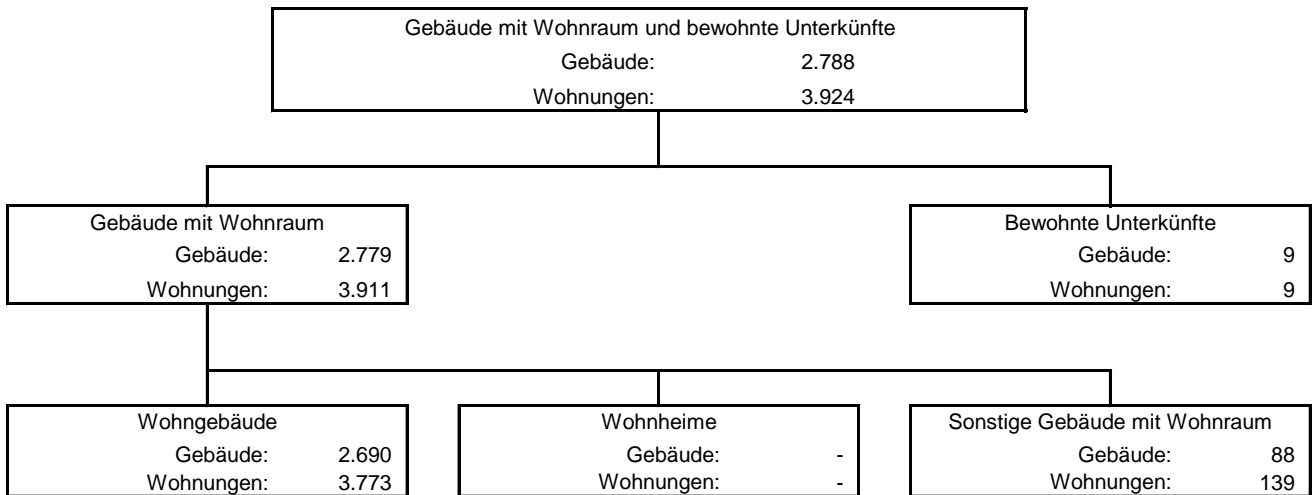 Gebäude mit Wohnraum und bewohnte Unterkünfte
Gebäude: 2.788
Wohnungen: 3.924
Gebäude mit Wohnraum
Gebäude: 2.779
Wohnungen: 3.911
Bewohnte Unterkünfte
Gebäude: 9
Wohnungen: 9
Wohngebäude
Gebäude: 2.690
Wohnungen: 3.773
Wohnheime
Gebäude: -
Wohnungen: -
Sonstige Gebäude mit Wohnraum
Gebäude: 88
Wohnungen: 139